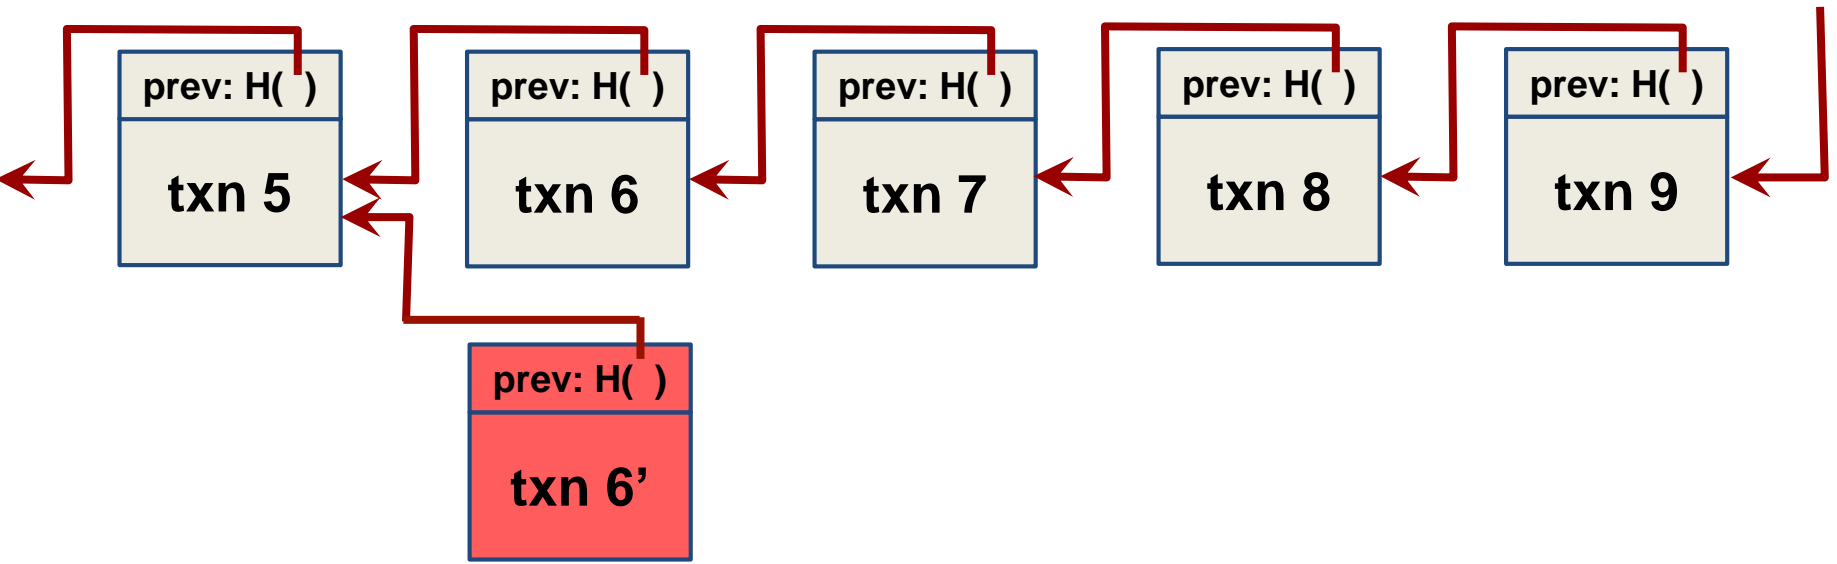 prev: H( )
prev: H( )
prev: H( )
prev: H( )
prev: H( )
txn 5
txn 6
txn 7
txn 8
txn 9
prev: H( )
txn 6’